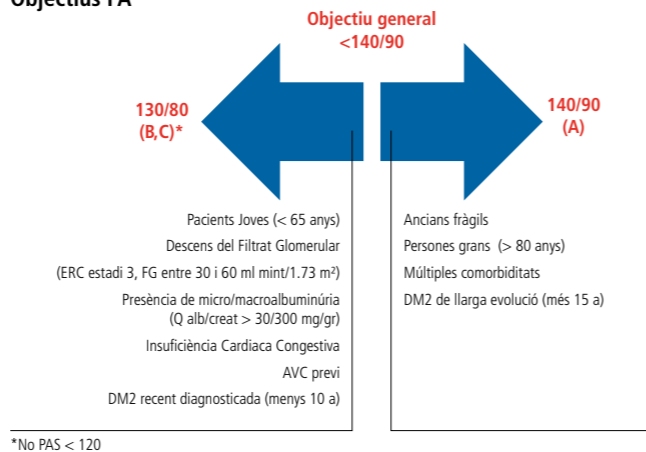 Objectius PA
Objectiu general
<140/90
130/80
(B,C)*
140/90
(A)
Pacients Joves (< 65 anys)
Descens del Filtrat Glomerular
(ERC estadi 3, FG entre 30 i 60 ml mint/1.73 m²)
Presència de micro/macroalbuminúria
(Q alb/creat > 30/300 mg/gr)
Insuficiència Cardiaca Congestiva
AVC previ
DM2 recent diagnosticada (menys 10 a)
Ancians fràgils
Persones grans (> 80 anys)
Múltiples comorbiditats
DM2 de llarga evolució (més 15 a)
*No PAS < 120